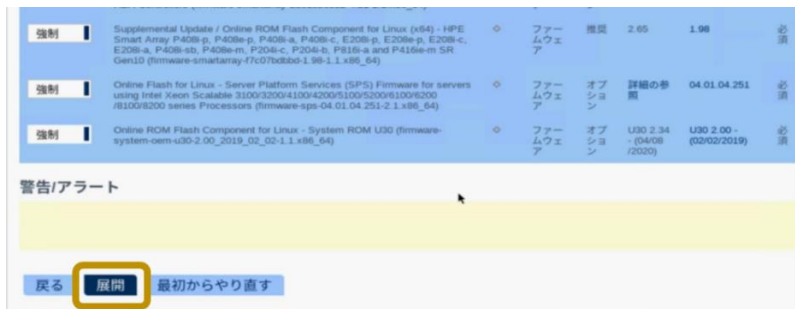 強制
Supplemental Update / Online ROM Flash Component for Linux (x64) - HPE
Smart Array P408i-p, P408e-p, P408i-a, P408i-c, E208i-p, E208e-p, E208i-c,
E208i-a, P408i-sb, P408e-m, P204i-c, P204i-b, P816i-a and P416ie-m SR
Gen10 (firmware-smartarray-f7c07bdbbd-1.98-1.1.x86_64)
ファー
ムウェ
ア
推奨
2.65
1.98
必
須
強制
Online Flash for Linux - Server Platform Services (SPS) Firmware for servers
using Intel Xeon Scalable 3100/3200/4100/4200/5100/5200/6100/6200
/8100/8200 series Processors (firmware-sps-04.01.04.251-2.1.x86_64)
ファー
ムウェ
ア
オプ
ショ
ン
詳細の参
照
04.01.04.251
必
須
強制
Online ROM Flash Component for Linux - System ROM U30 (firmware-
system-oem-u30-2.00_2019_02_02-1.1.x86_64)
ファー
ムウェ
ア
オプ
ショ
ン
U30 2.34
- (04/08
/2020)
U30 2.00 -
(02/02/2019)
必
須
警告/アラート
戻る
展開
最初からやり直す